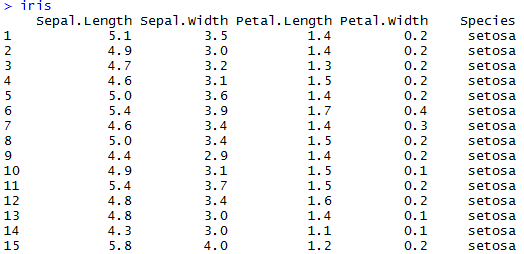 > iris
Sepal.Length Sepal.Width Petal.Length Petal.Width Species
1 5.1 3.5 1.4 0.2 setosa
2 4.9 3.0 1.4 0.2 setosa
3 4.7 3.2 1.3 0.2 setosa
4 4.6 3.1 1.5 0.2 setosa
5 5.0 3.6 1.4 0.2 setosa
6 5.4 3.9 1.7 0.4 setosa
7 4.6 3.4 1.4 0.3 setosa
8 5.0 3.4 1.5 0.2 setosa
9 4.4 2.9 1.4 0.2 setosa
10 4.9 3.1 1.5 0.1 setosa
11 5.4 3.7 1.5 0.2 setosa
12 4.8 3.4 1.6 0.2 setosa
13 4.8 3.0 1.4 0.1 setosa
14 4.3 3.0 1.1 0.1 setosa
15 5.8 4.0 1.2 0.2 setosa